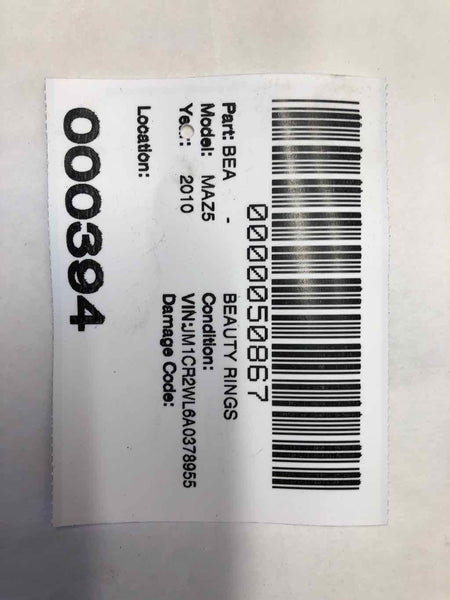 0000050867
Part: BEA - BEAUTY RINGS
Model: MAZ5 Condition:
Year: 2010 VIN:JM1CR2WL6A0378955
Damage Code:
Location:
000394